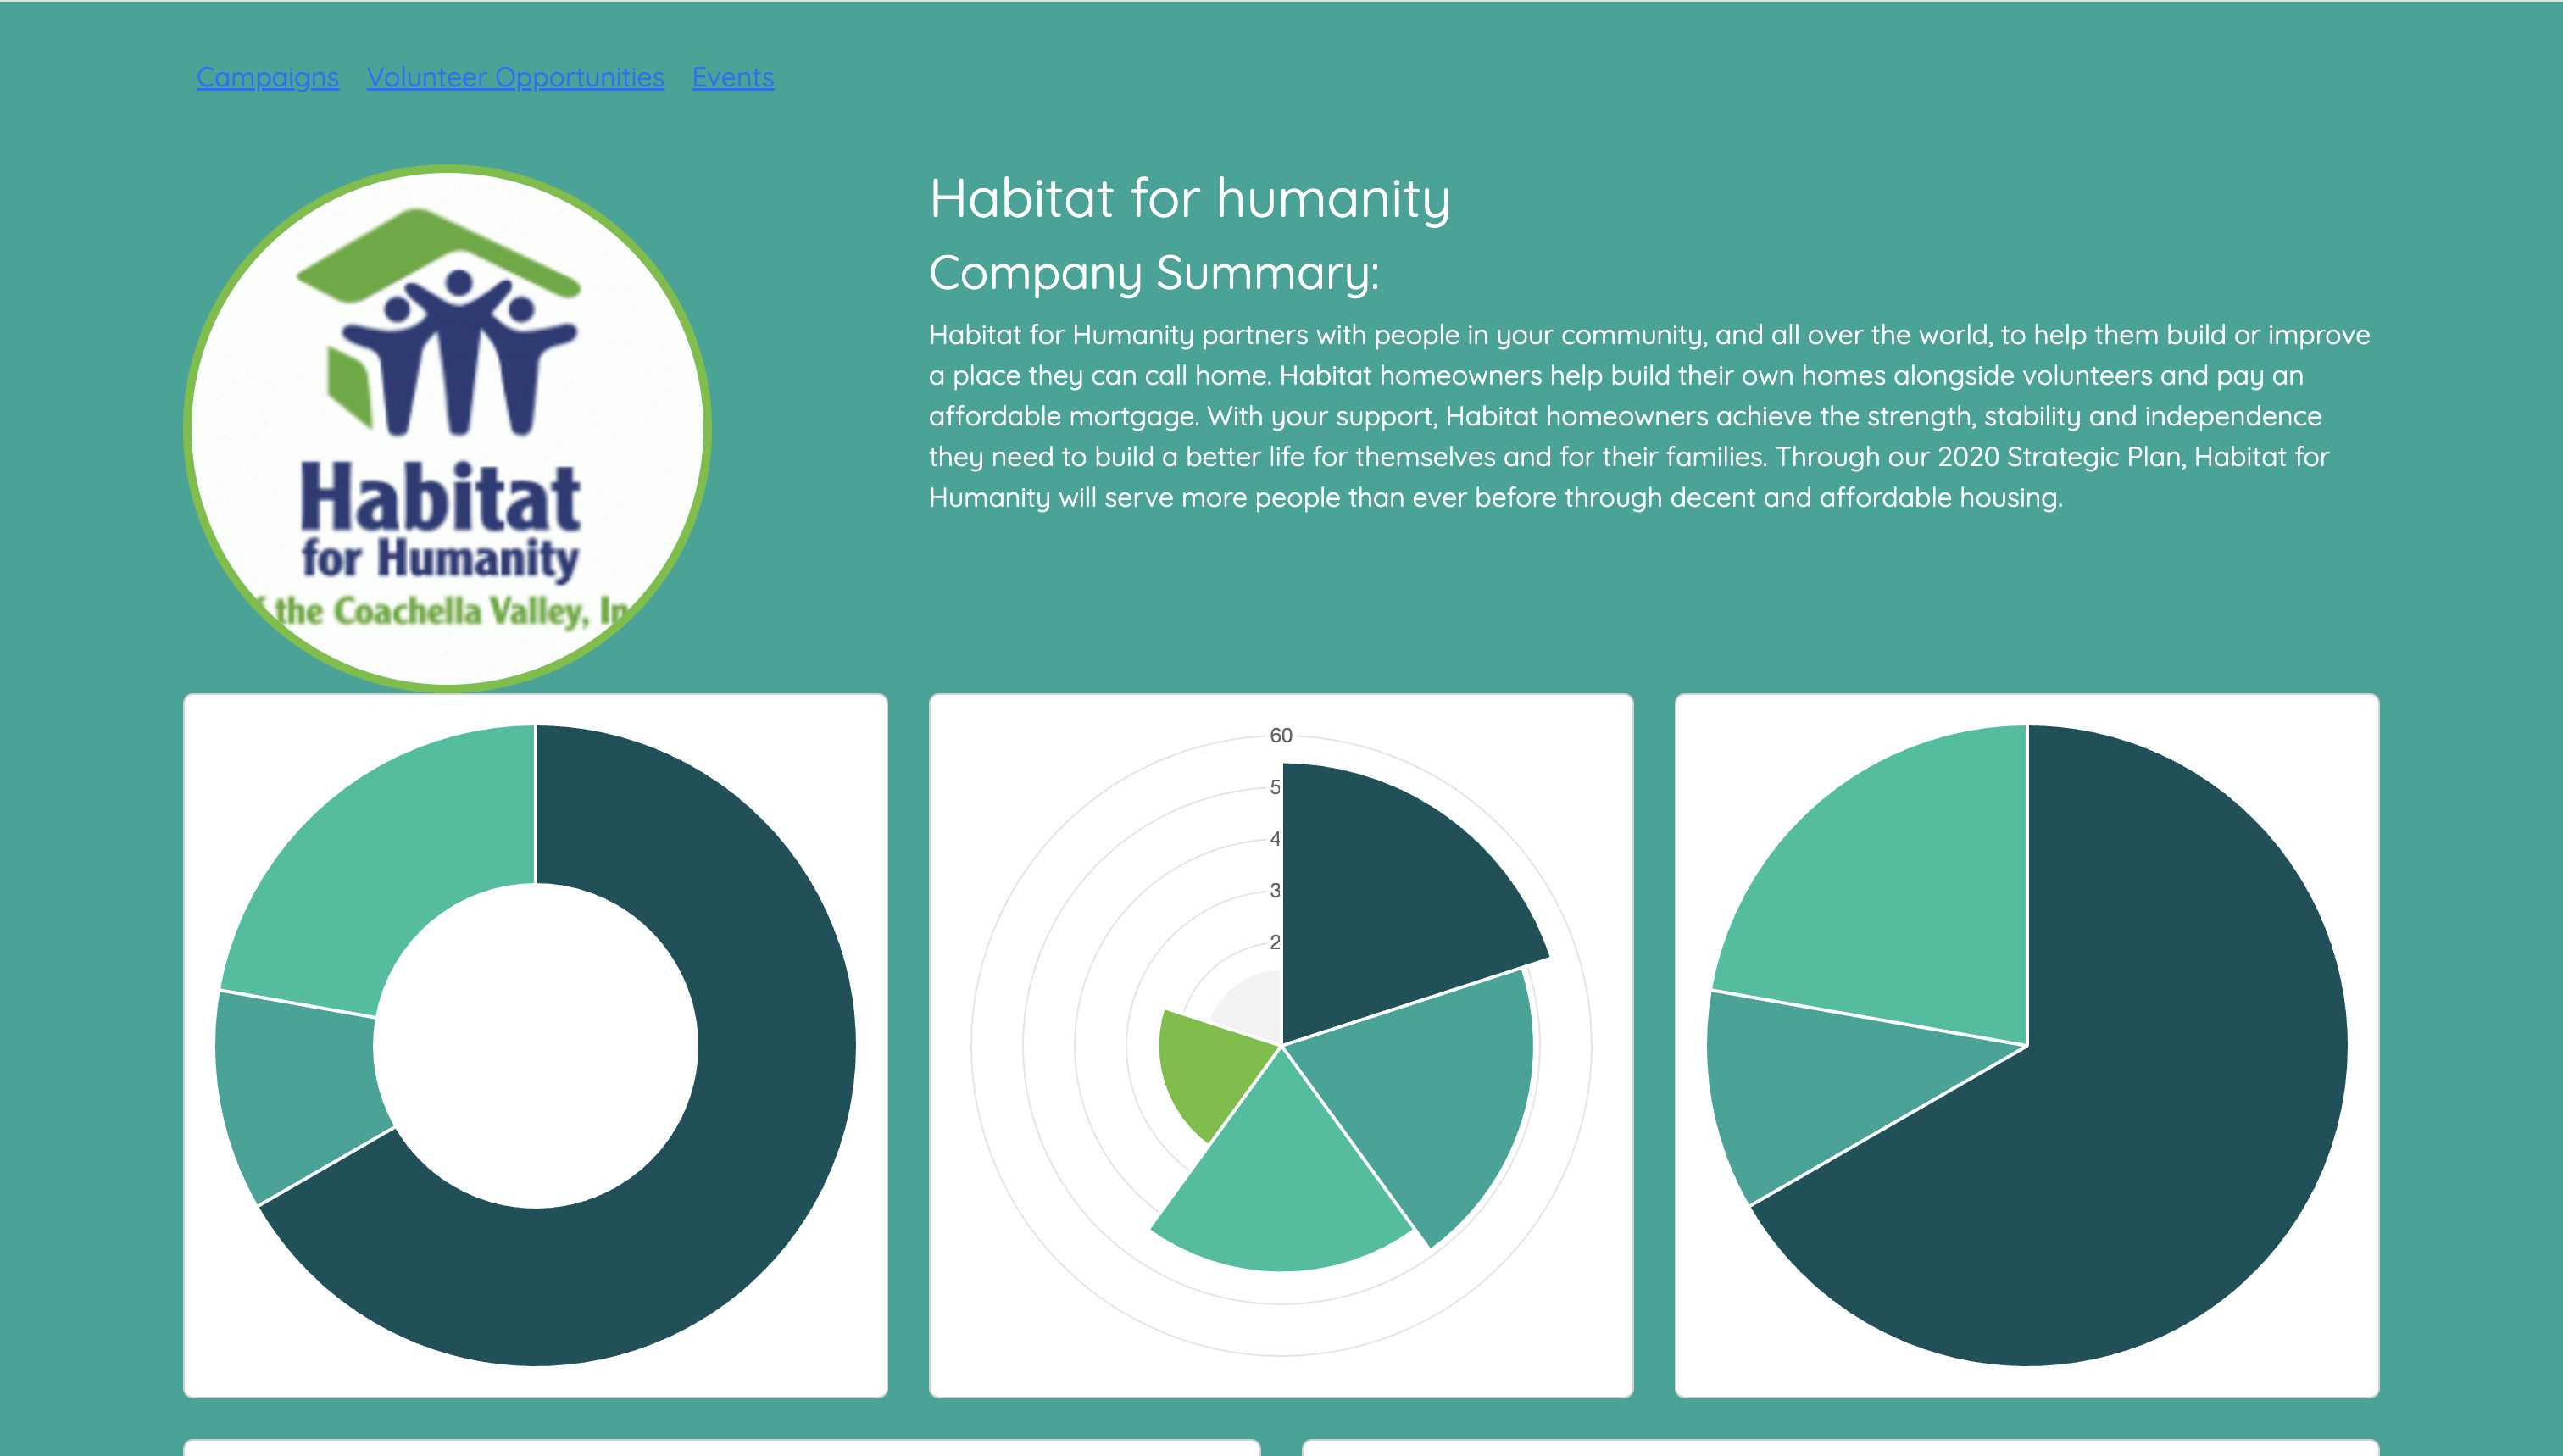 Campaigns Volunteer Opportunities Events
Habitat for humanity
Company Summary:
Habitat for Humanity partners with people in your community, and all over the world, to help them build or improve
a place they can call home. Habitat homeowners help build their own homes alongside volunteers and pay an
affordable mortgage. With your support, Habitat homeowners achieve the strength, stability and independence
they need to build a better life for themselves and for their families. Through our 2020 Strategic Plan, Habitat for
Humanity will serve more people than ever before through decent and affordable housing.
Habitat
for Humanity
the Coachella Valley,
60
5
4
3
2